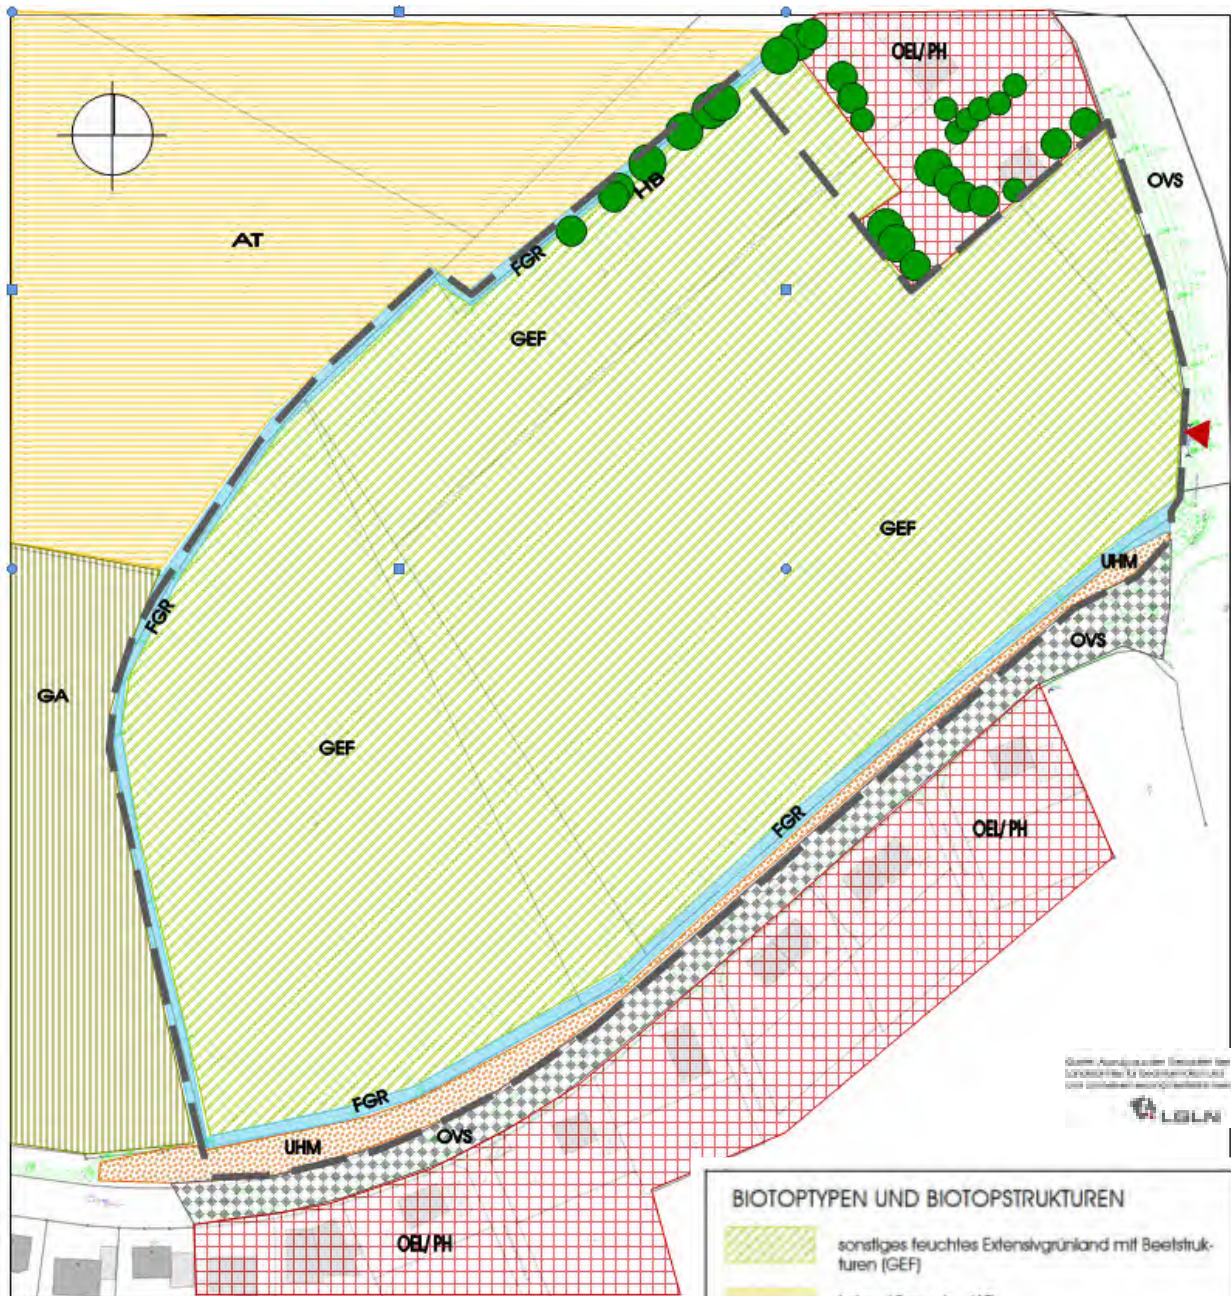 OEL/ PH
OVS
AT
HB
FGR
GEF
GEF
UHM
FGR
OVS
GA
GEF
FGR
OEL/ PH
FGR
OVS
UHM
OEL/ PH
LGLN
BIOTOPTYPEN UND BIOTOPSTRUKTUREN
sonstiges feuchtes Extensivgrünland mit Beetstruk-
turen (GEF)